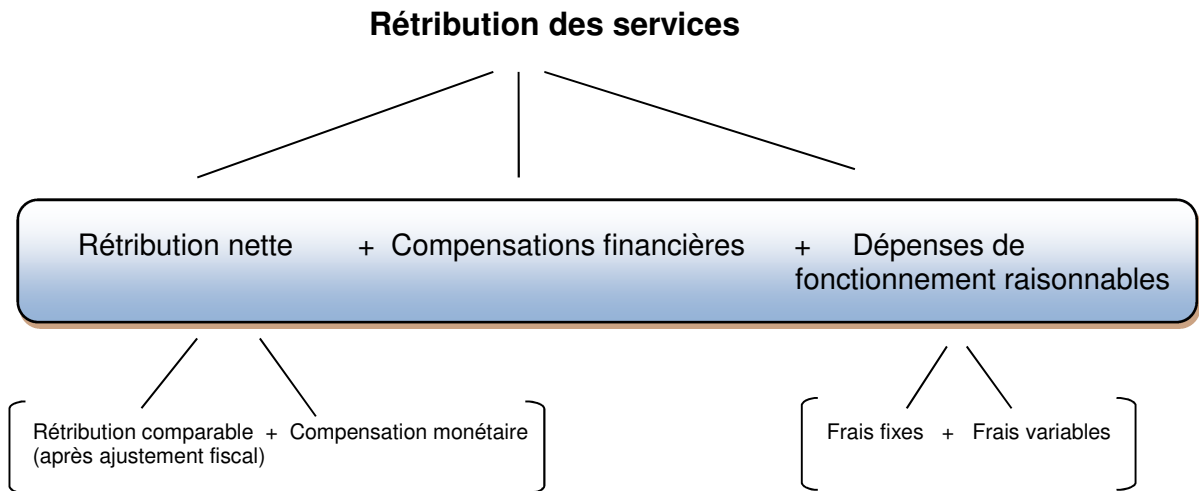 Rétribution des services
Rétribution nette + Compensations financières + Dépenses de
fonctionnement raisonnables
Rétribution comparable + Compensation monétaire
(après ajustement fiscal)
Frais fixes + Frais variables